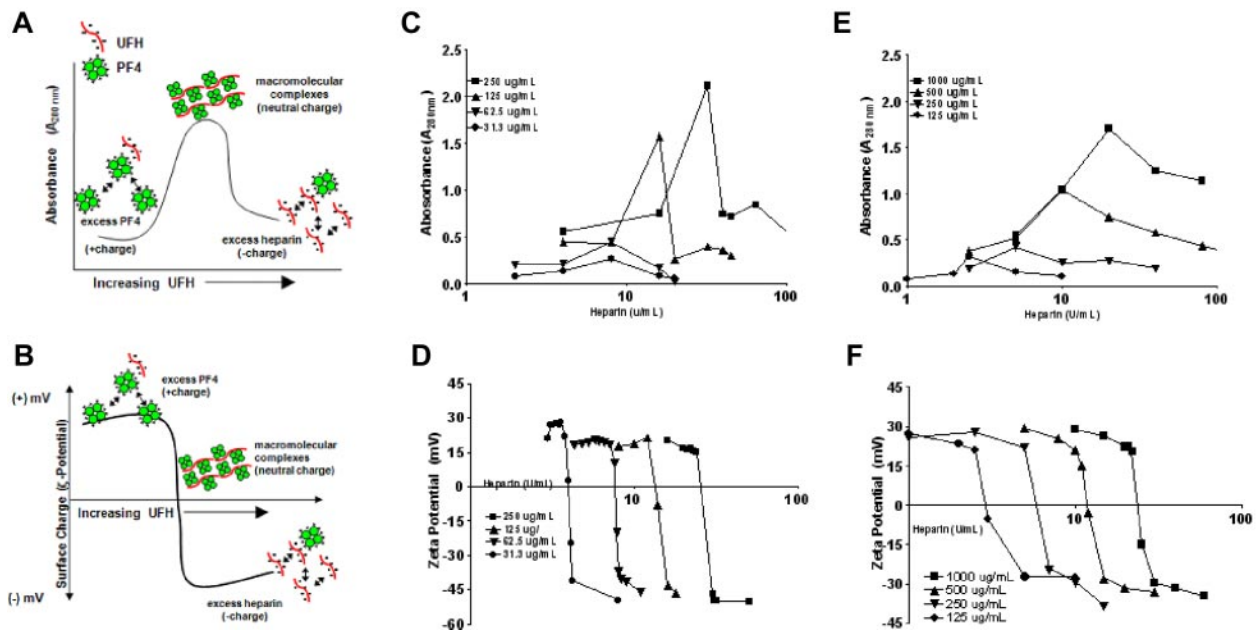 A
UFH
PF4
macromolecular
complexes
(neutral charge)
Absorbance (A280 nm)
excess PF4
(+charge)
excess heparin
(-charge)
Increasing UFH
B
(+) mV
excess PF4
(+charge)
macromolecular
complexes
(neutral charge)
Increasing UFH
Surface Charge (ζ-Potential)
(-) mV
excess heparin
(-charge)
C
2.5
2.0
1.5
1.0
0.5
0.0
250 ug/mL
125 ug/mL
62.5 ug/mL
31.3 ug/mL
Abosorbance (A280nm)
1
10
100
Heparin (u/mL)
D
45
30
15
0
-15
-30
-45
-60
Zeta Potential (mV)
Heparin (U/mL)
10
100
250 ug/mL
125 ug/
62.5 ug/mL
31.3 ug/mL
E
2.5
2.0
1.5
1.0
0.5
0.0
1000 ug/mL
500 ug/mL
250 ug/mL
125 ug/mL
Absorbance (A280 nm)
1
10
100
Heparin (U/mL)
F
45
30
15
0
-15
-30
-45
Zeta Potential (mV)
Heparin (U/mL)
10
100
1000 ug/mL
500 ug/mL
250 ug/mL
125 ug/mL